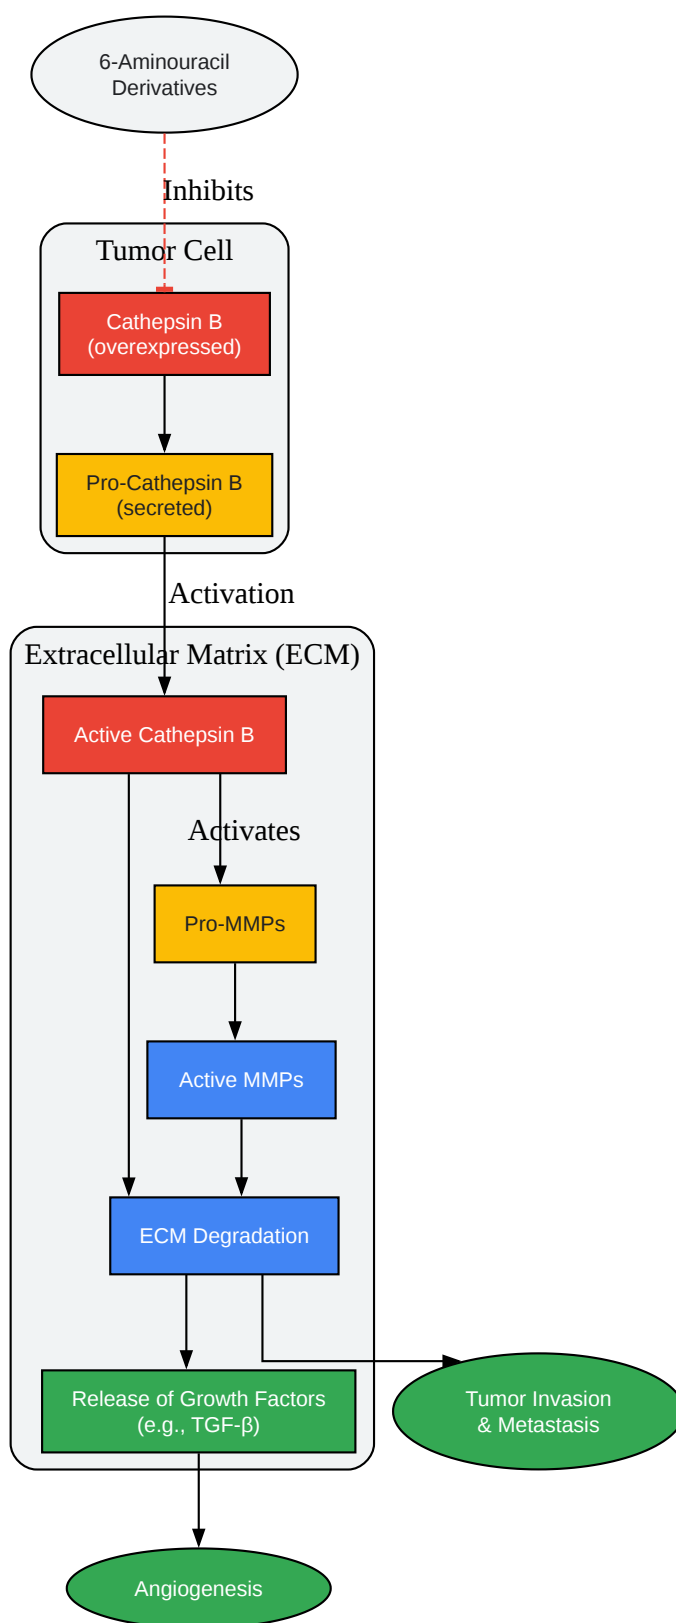 6-Aminouracil
Derivatives
Inhibits
Tumor Cell
Cathepsin B
(overexpressed)
Pro-Cathepsin B
(secreted)
Activation
Extracellular Matrix (ECM)
Active Cathepsin B
Activates
Pro-MMPs
Active MMPs
ECM Degradation
Release of Growth Factors
(e.g., TGF-β)
Tumor Invasion
& Metastasis
Angiogenesis